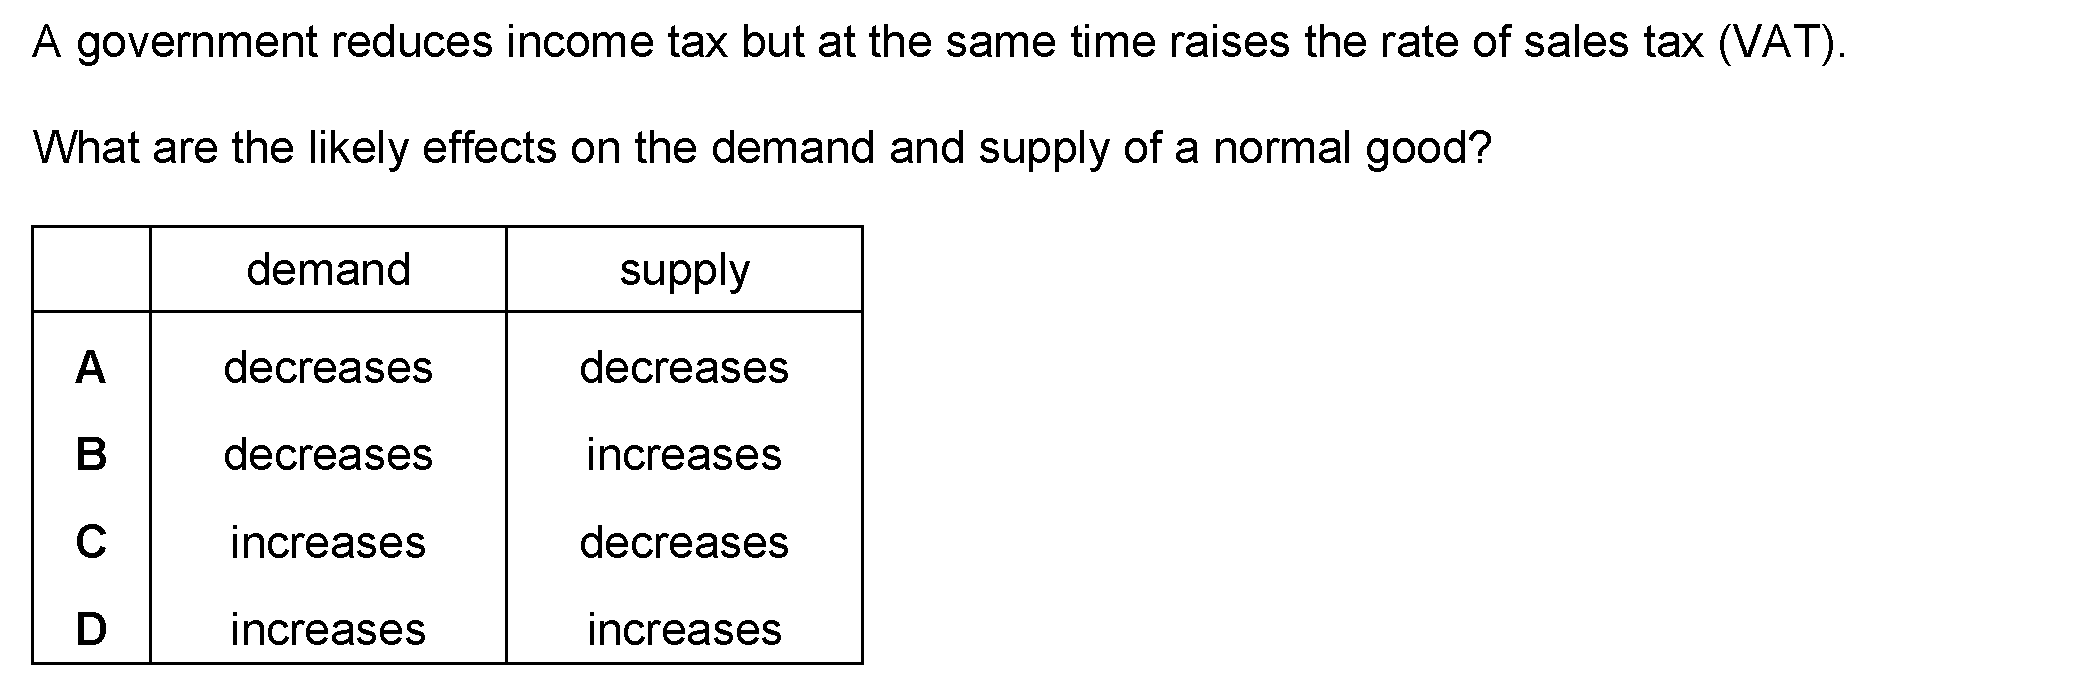 A government reduces income tax but at the same time raises the rate of sales tax (VAT).
What are the likely effects on the demand and supply of a normal good?
demand supply
A decreases decreases
B decreases increases
C increases decreases
D increases increases